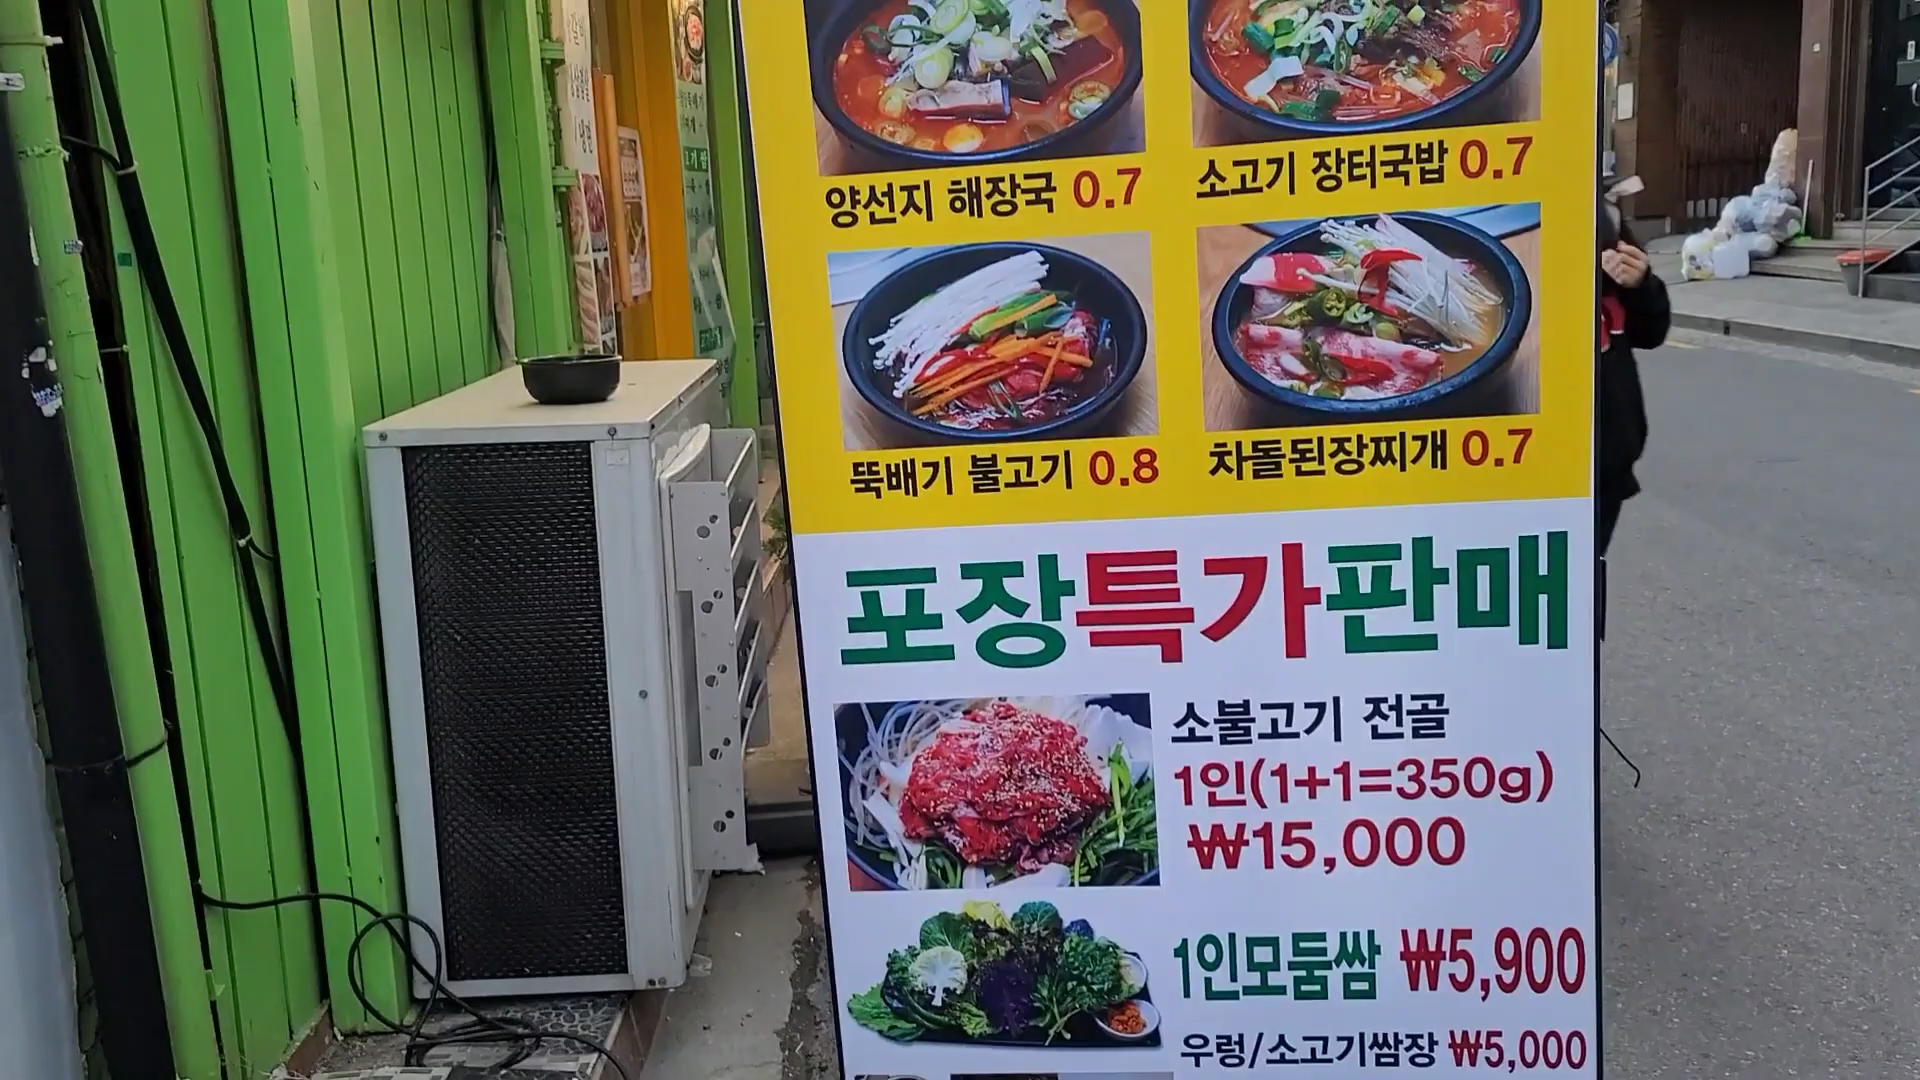 양선지 해장국 0.7
소고기 장터국밥 0.7
뚝배기 불고기 0.8
차돌된장찌개 0.7
포장특가판매
소불고기 전골
1인(1+1=350g)
₩15,000
1인모둠쌈 ₩5,900
우렁/소고기쌈장 ₩5,000